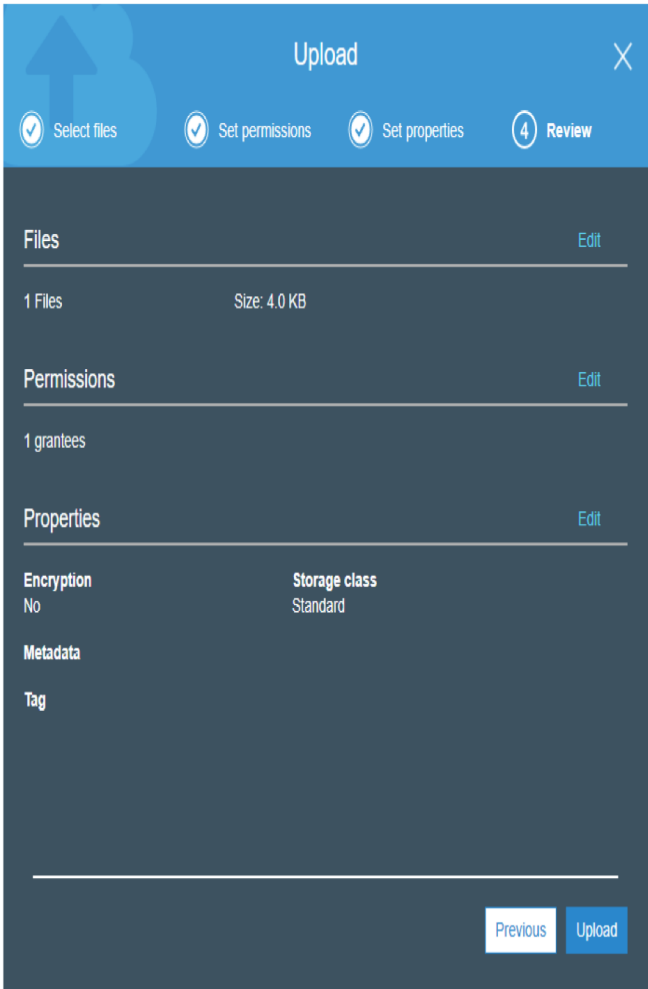 Upload
Select files Set permissions Set properties 4 Review
Files Edit
1 Files Size: 4.0 KB
Permissions Edit
1 grantees
Properties Edit
Encryption Storage class
No Standard
Metadata
Tag
Previous Upload